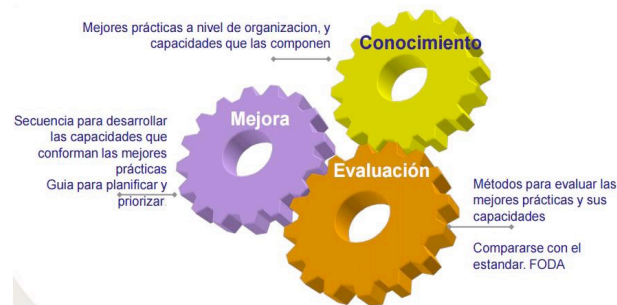 Mejores prácticas a nivel de organizacion, y
capacidades que las componen
Conocimiento
Mejora
Secuencia para desarrollar
las capacidades que
conforman las mejores
prácticas
Guia para planificar y
priorizar.
Evaluación
Métodos para evaluar las
mejores prácticas y sus
capacidades
Compararse con el
estandar. FODA